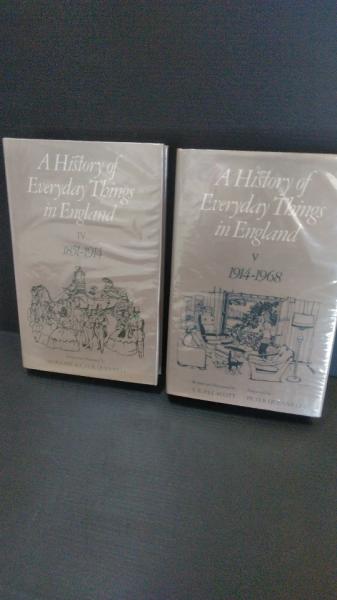 A History of
Everyday Things
in England
IV
1851-1914
A History of
Everyday Things
in England
V
1914-1968